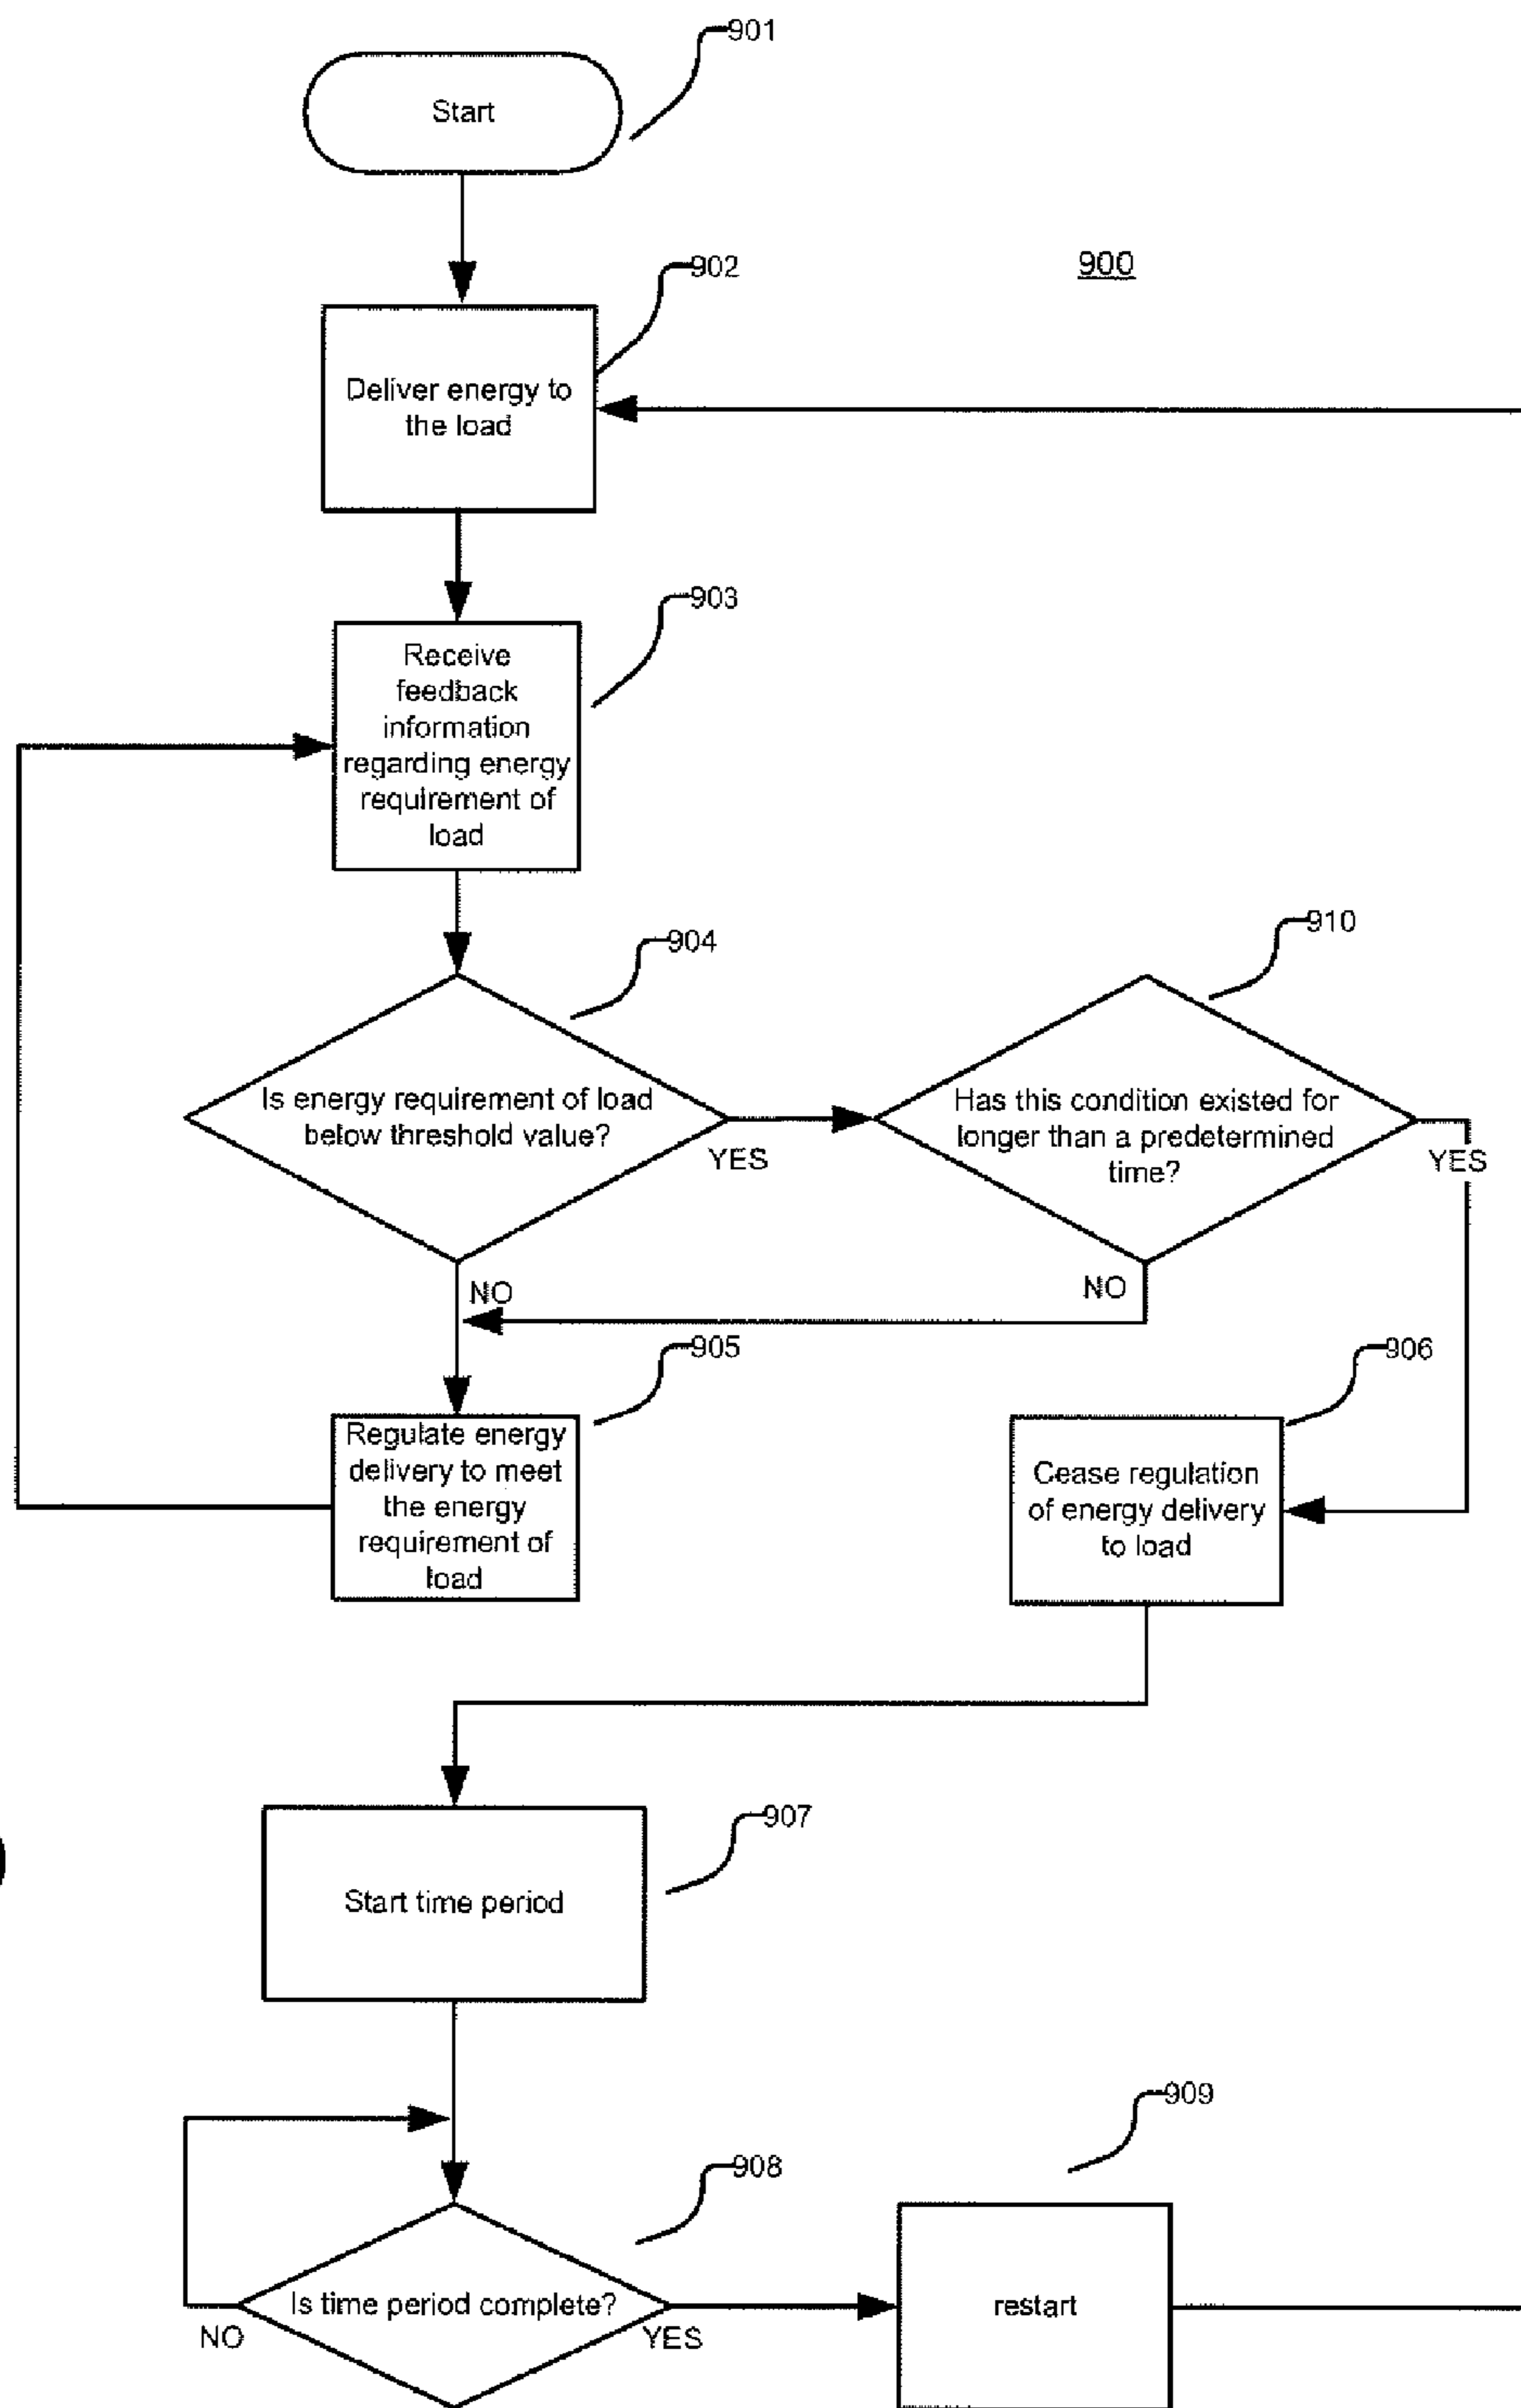 901
Start
902
900
Deliver energy to
the load
903
Receive
feedback
information
regarding energy
requirement of
load
904
910
Is energy requirement of load
below threshold value?
YES
Has this condition existed for
longer than a predetermined
time?
YES
NO
NO
905
906
Regulate energy
delivery to meet
the energy
requirement of
load
Cease regulation
of energy delivery
to load
907
Start time period
909
908
Is time period complete?
NO
YES
restart